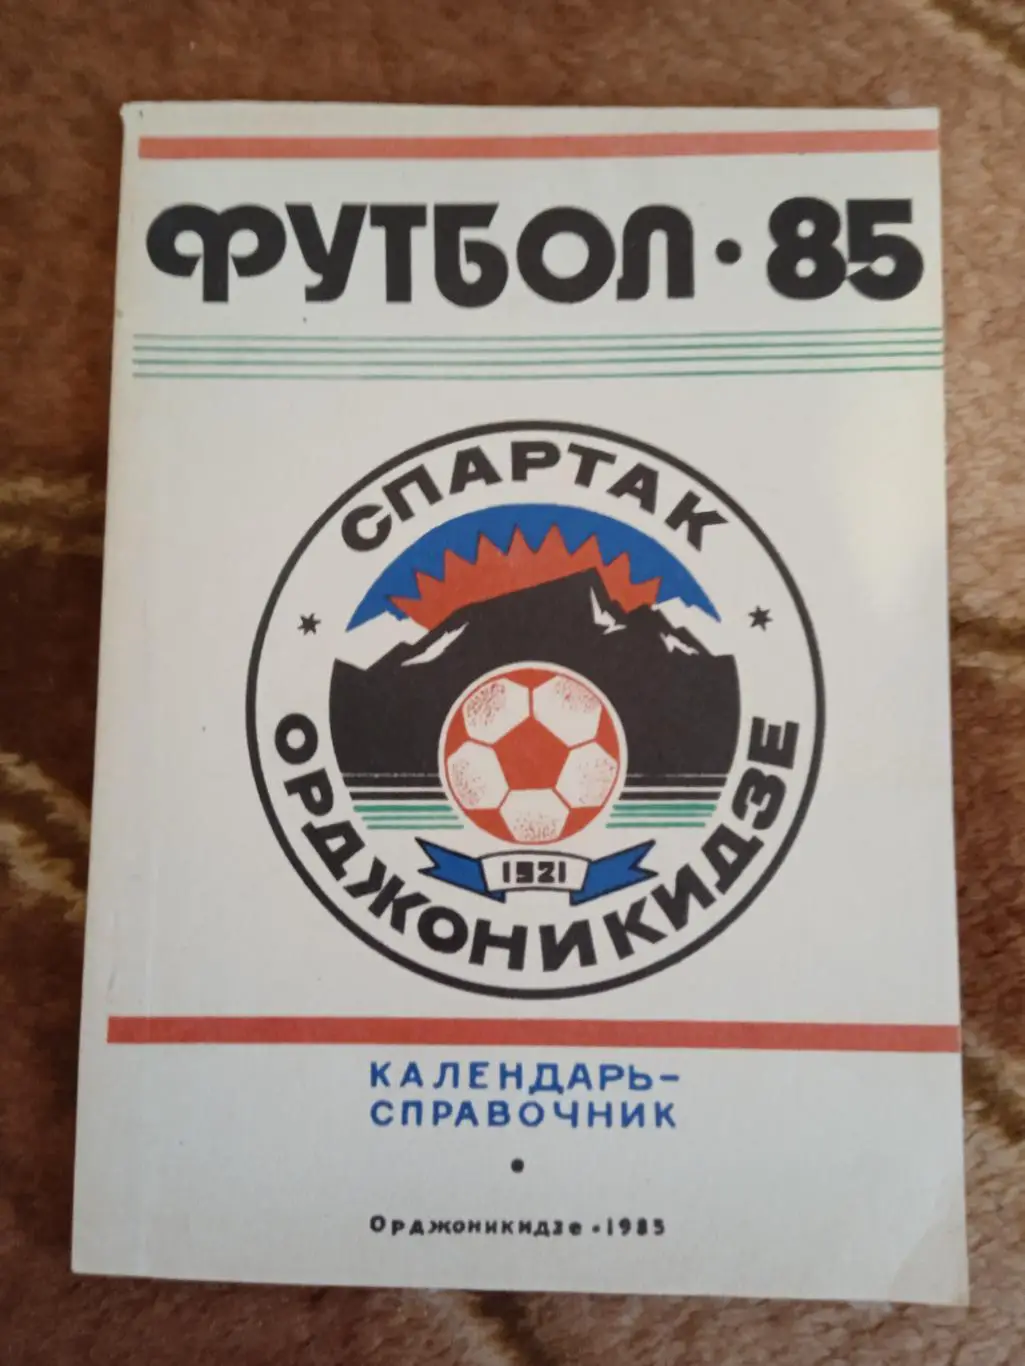 ФУТБОЛ · 85
СПАРТАК
ОРДЖОНИКИДЗЕ
1921
КАЛЕНДАРЬ-
СПРАВОЧНИК
Орджоникидзе • 1985